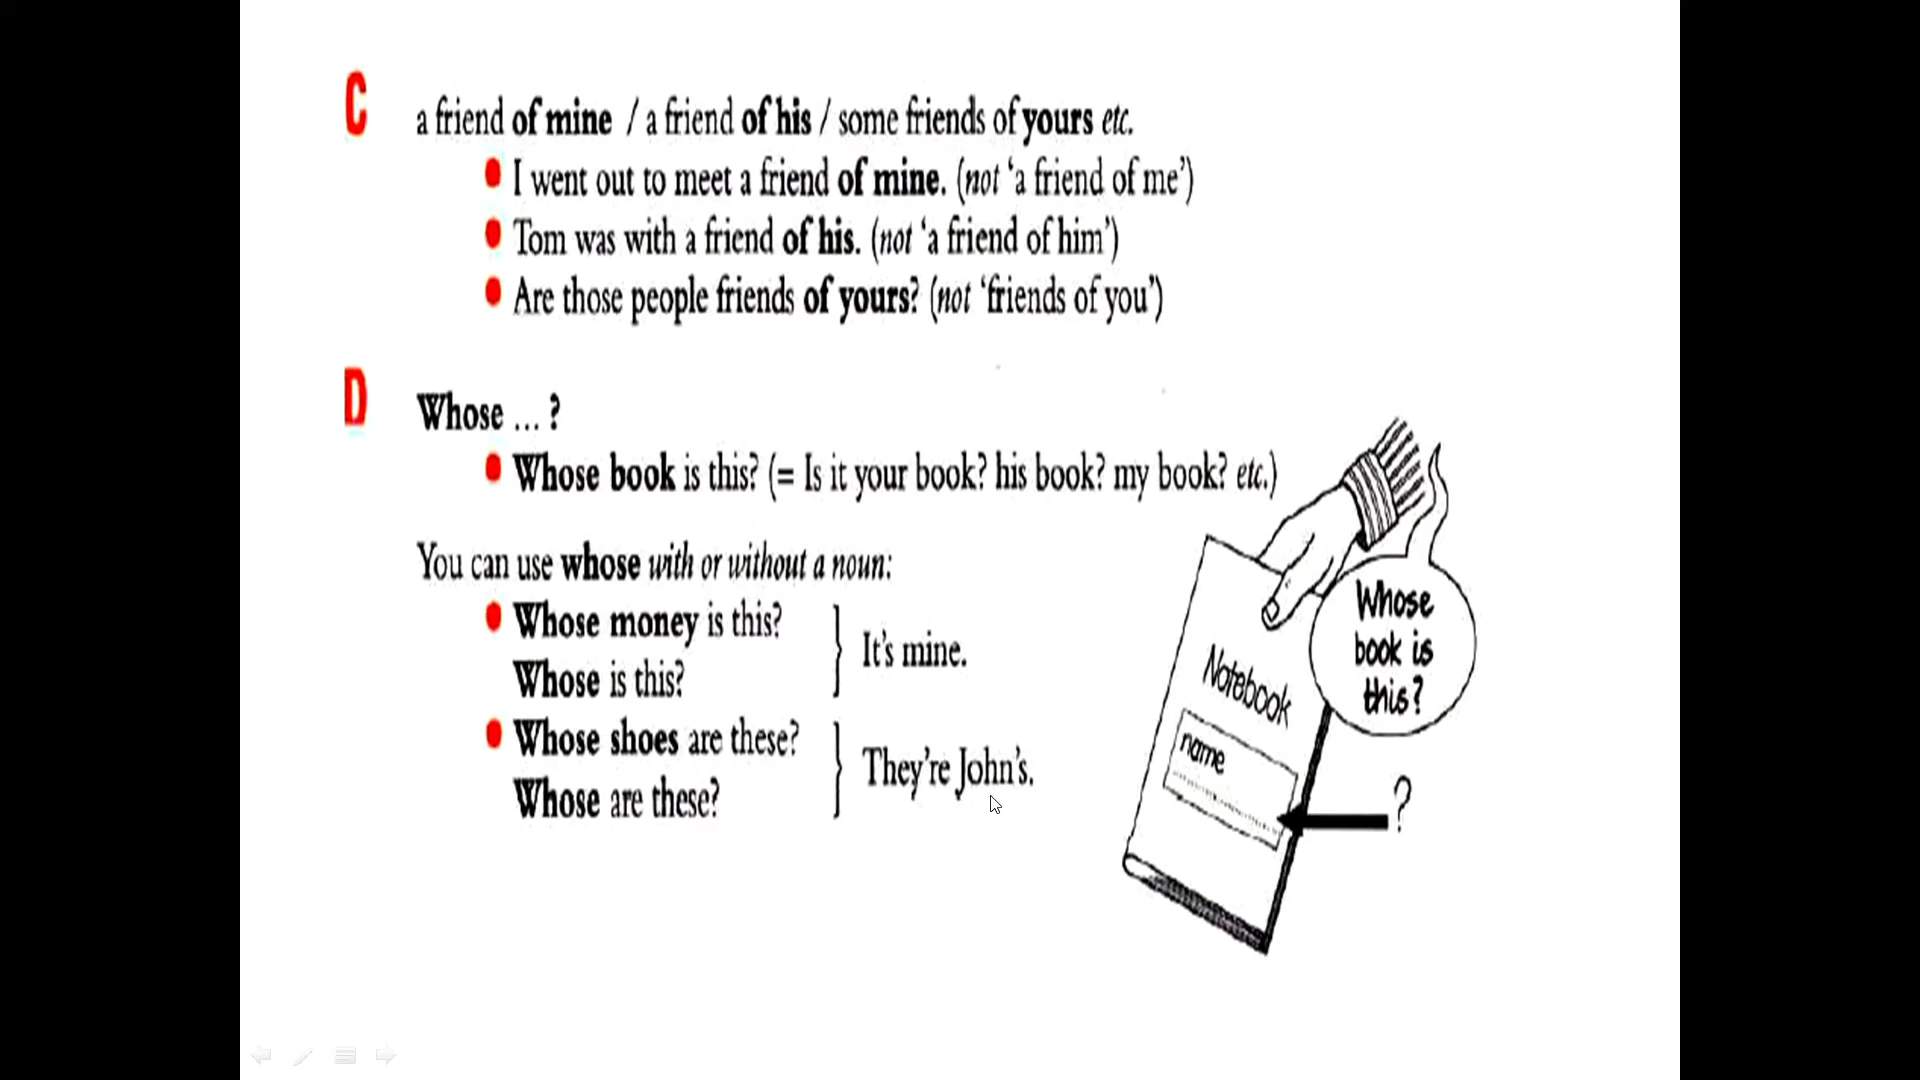 C
a friend of mine / a friend of his / some friends of yours etc.
I went out to meet a friend of mine. (not ‘a friend of me’)
Tom was with a friend of his. (not ‘a friend of him’)
Are those people friends of yours? (not ‘friends of you’)
D
Whose ... ?
Whose book is this? (= Is it your book? his book? my book? etc.)
You can use whose with or without a noun:
Whose money is this?
Whose is this?
It’s mine.
Whose shoes are these?
Whose are these?
They’re John’s.
Whose
book is
this?
Notebook
name
?